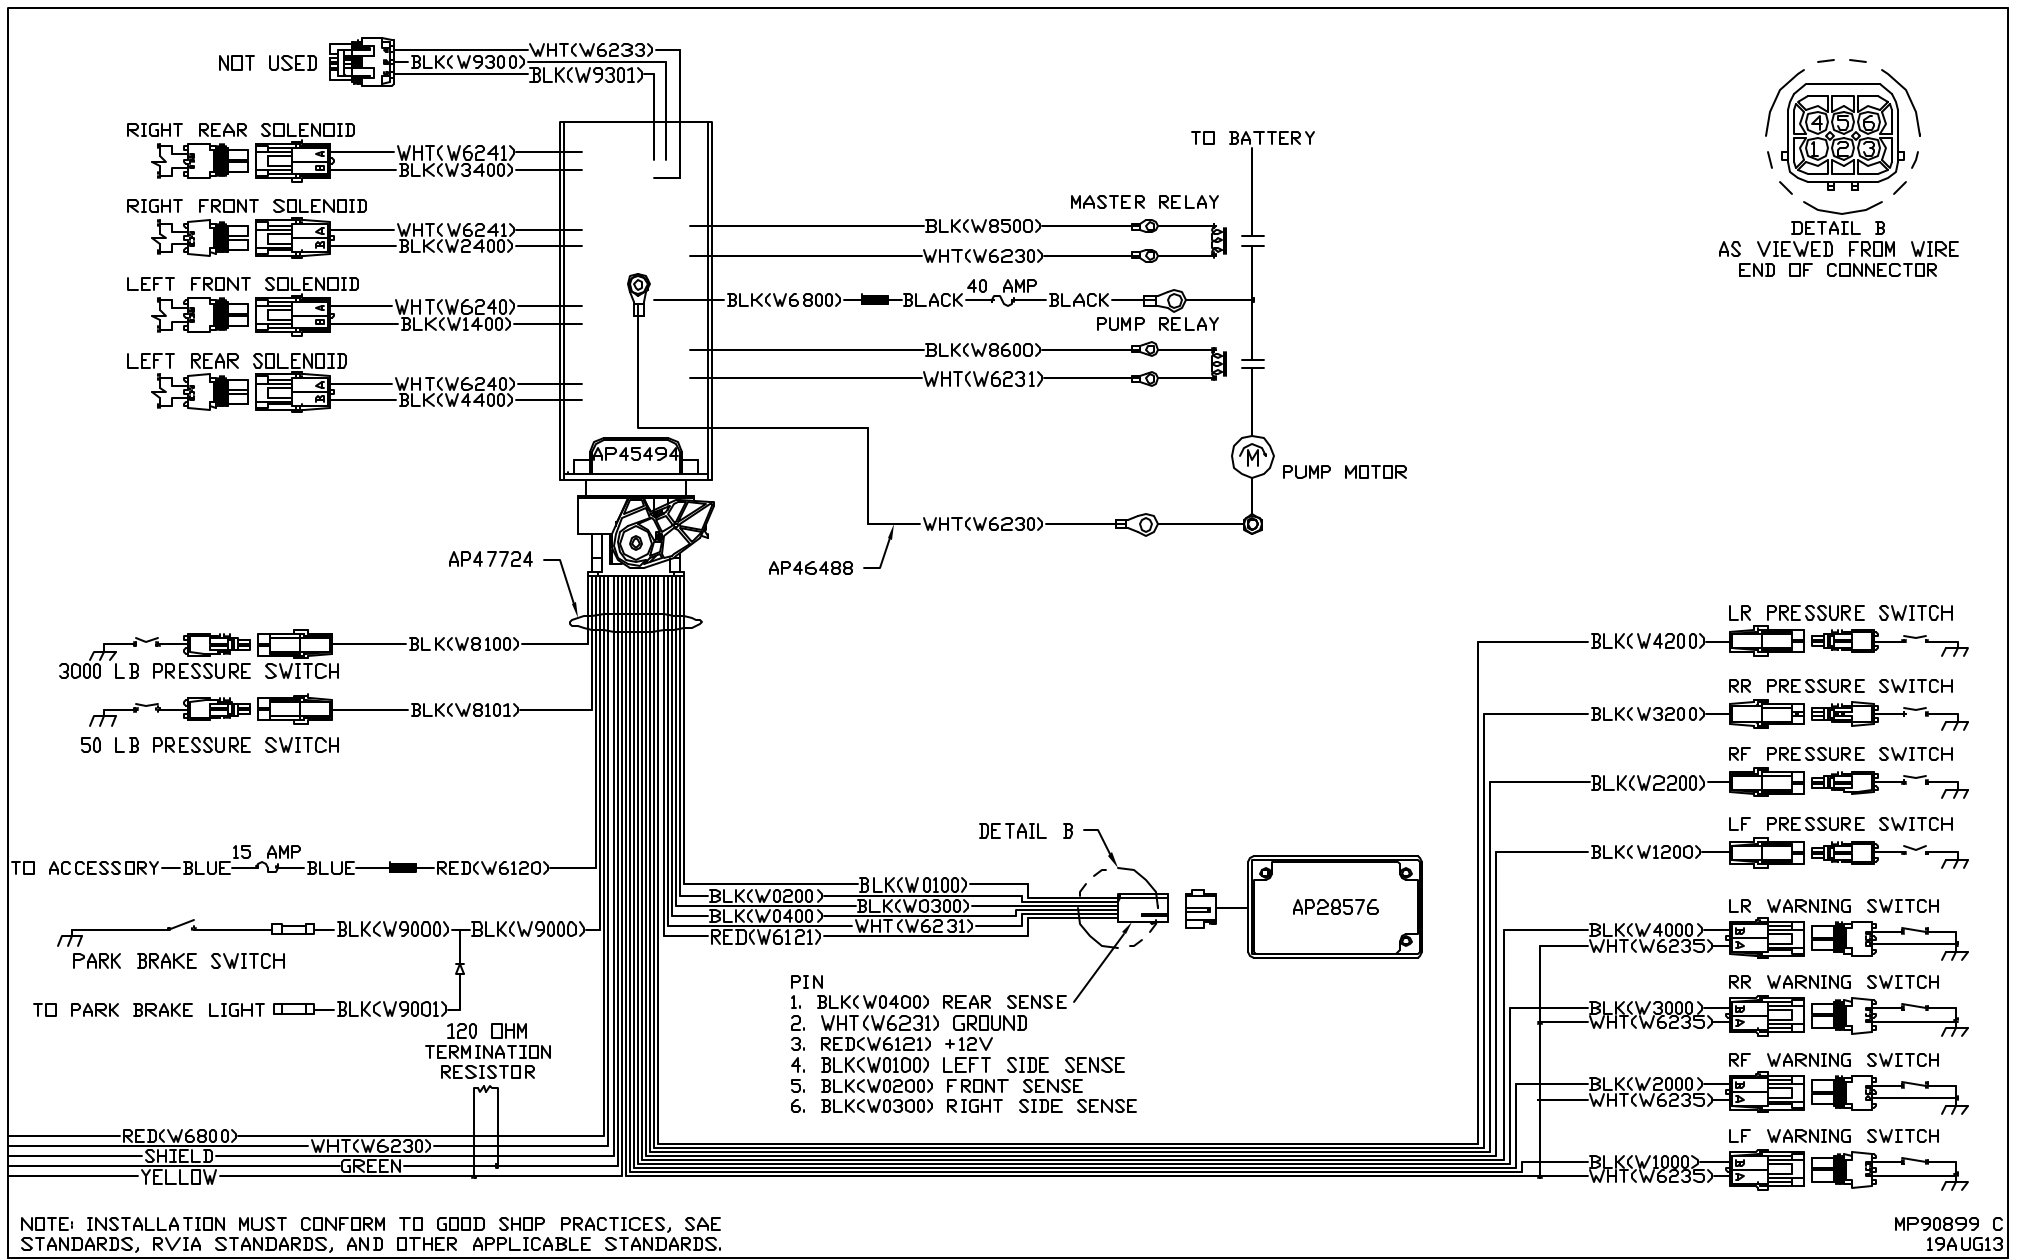 NOT USED
WHT(W6233)
BLK(W9300)
BLK(W9301)
RIGHT REAR SOLENOID
A
B
WHT(W6241)
BLK(W3400)
RIGHT FRONT SOLENOID
A
B
WHT(W6241)
BLK(W2400)
LEFT FRONT SOLENOID
A
B
WHT(W6240)
BLK(W1400)
LEFT REAR SOLENOID
A
B
WHT(W6240)
BLK(W4400)
AP45494
TO BATTERY
MASTER RELAY
BLK(W8500)
WHT(W6230)
40 AMP
BLK(W6800) BLACK BLACK
PUMP RELAY
BLK(W8600)
WHT(W6231)
M
PUMP MOTOR
WHT(W6230)
AP46488
4 5 6
1 2 3
DETAIL B
AS VIEWED FROM WIRE
END OF CONNECTOR
AP47724
BLK(W8100)
3000 LB PRESSURE SWITCH
BLK(W8101)
50 LB PRESSURE SWITCH
15 AMP
TO ACCESSORY BLUE BLUE RED(W6120)
BLK(W9000) BLK(W9000)
PARK BRAKE SWITCH
TO PARK BRAKE LIGHT BLK(W9001)
120 OHM
TERMINATION
RESISTOR
RED(W6800)
WHT(W6230)
SHIELD
GREEN
YELLOW
DETAIL B
BLK(W0100)
BLK(W0200)
BLK(W0300)
BLK(W0400)
WHT(W6231)
RED(W6121)
AP28576
PIN
1. BLK(W0400) REAR SENSE
2. WHT(W6231) GROUND
3. RED(W6121) +12V
4. BLK(W0100) LEFT SIDE SENSE
5. BLK(W0200) FRONT SENSE
6. BLK(W0300) RIGHT SIDE SENSE
LR PRESSURE SWITCH
BLK(W4200)
RR PRESSURE SWITCH
BLK(W3200)
RF PRESSURE SWITCH
BLK(W2200)
LF PRESSURE SWITCH
BLK(W1200)
LR WARNING SWITCH
BLK(W4000)
WHT(W6235)
B
A
RR WARNING SWITCH
BLK(W3000)
WHT(W6235)
B
A
RF WARNING SWITCH
BLK(W2000)
WHT(W6235)
B
A
LF WARNING SWITCH
BLK(W1000)
WHT(W6235)
B
A
NOTE: INSTALLATION MUST CONFORM TO GOOD SHOP PRACTICES, SAE
STANDARDS, RVIA STANDARDS, AND OTHER APPLICABLE STANDARDS.
MP90899 C
19AUG13